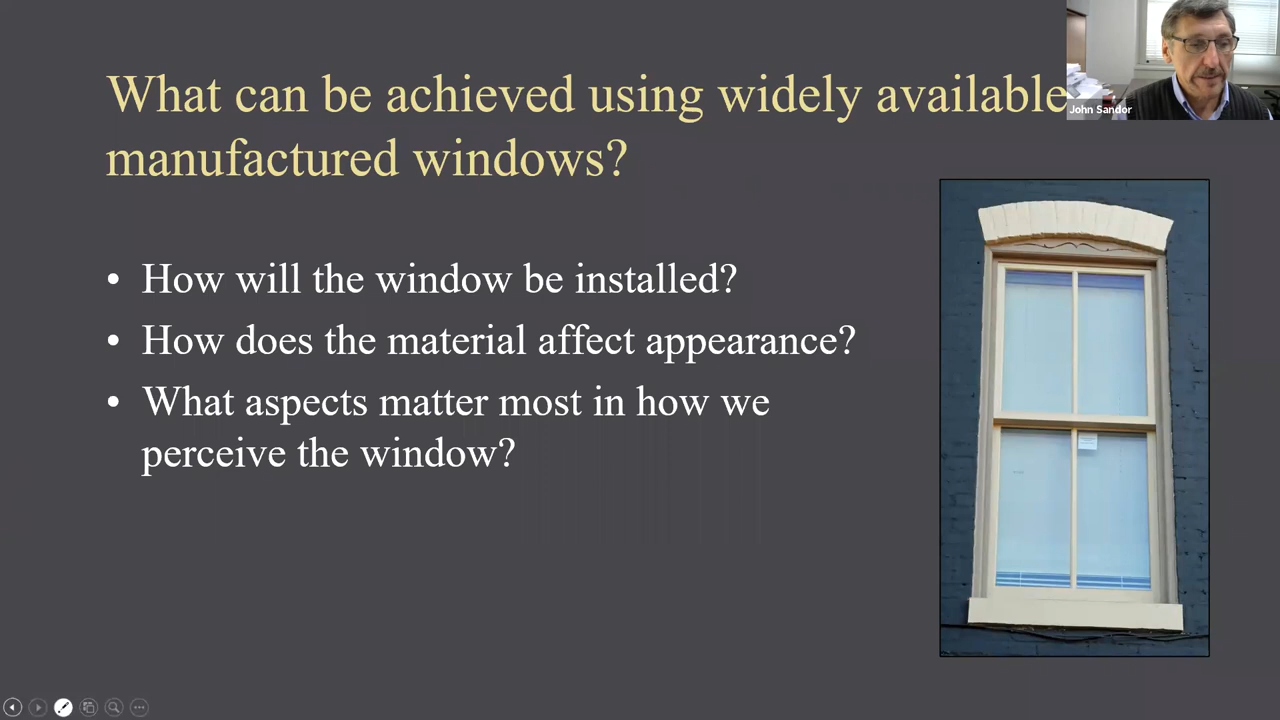 What can be achieved using widely available
manufactured windows?
John Sandor
• How will the window be installed?
• How does the material affect appearance?
• What aspects matter most in how we
perceive the window?